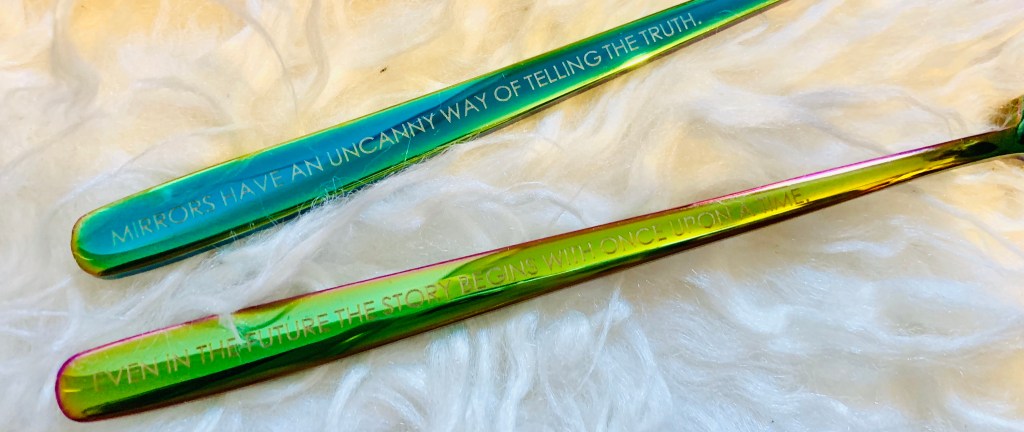 MIRRORS HAVE AN UNCANNY WAY OF TELLING THE TRUTH.
EVEN IN THE FUTURE THE STORY BEGINS WITH ONCE UPON A TIME.